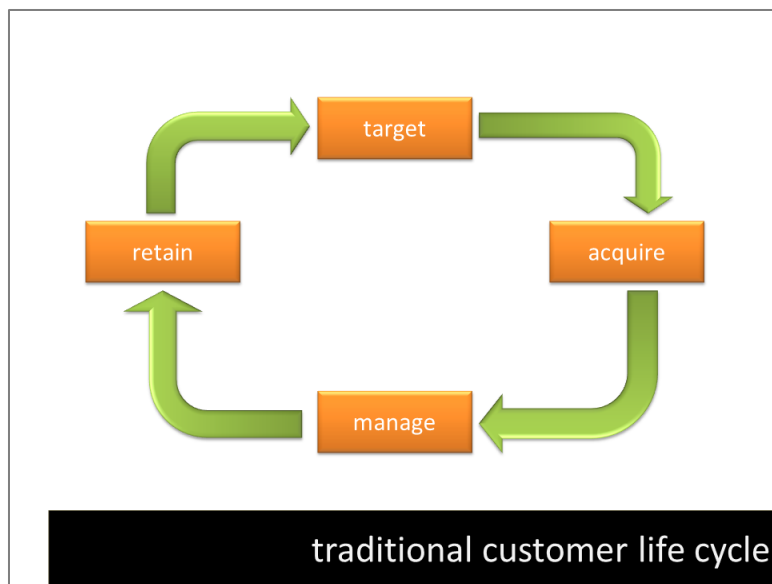 target
retain
acquire
manage
traditional customer life cycle